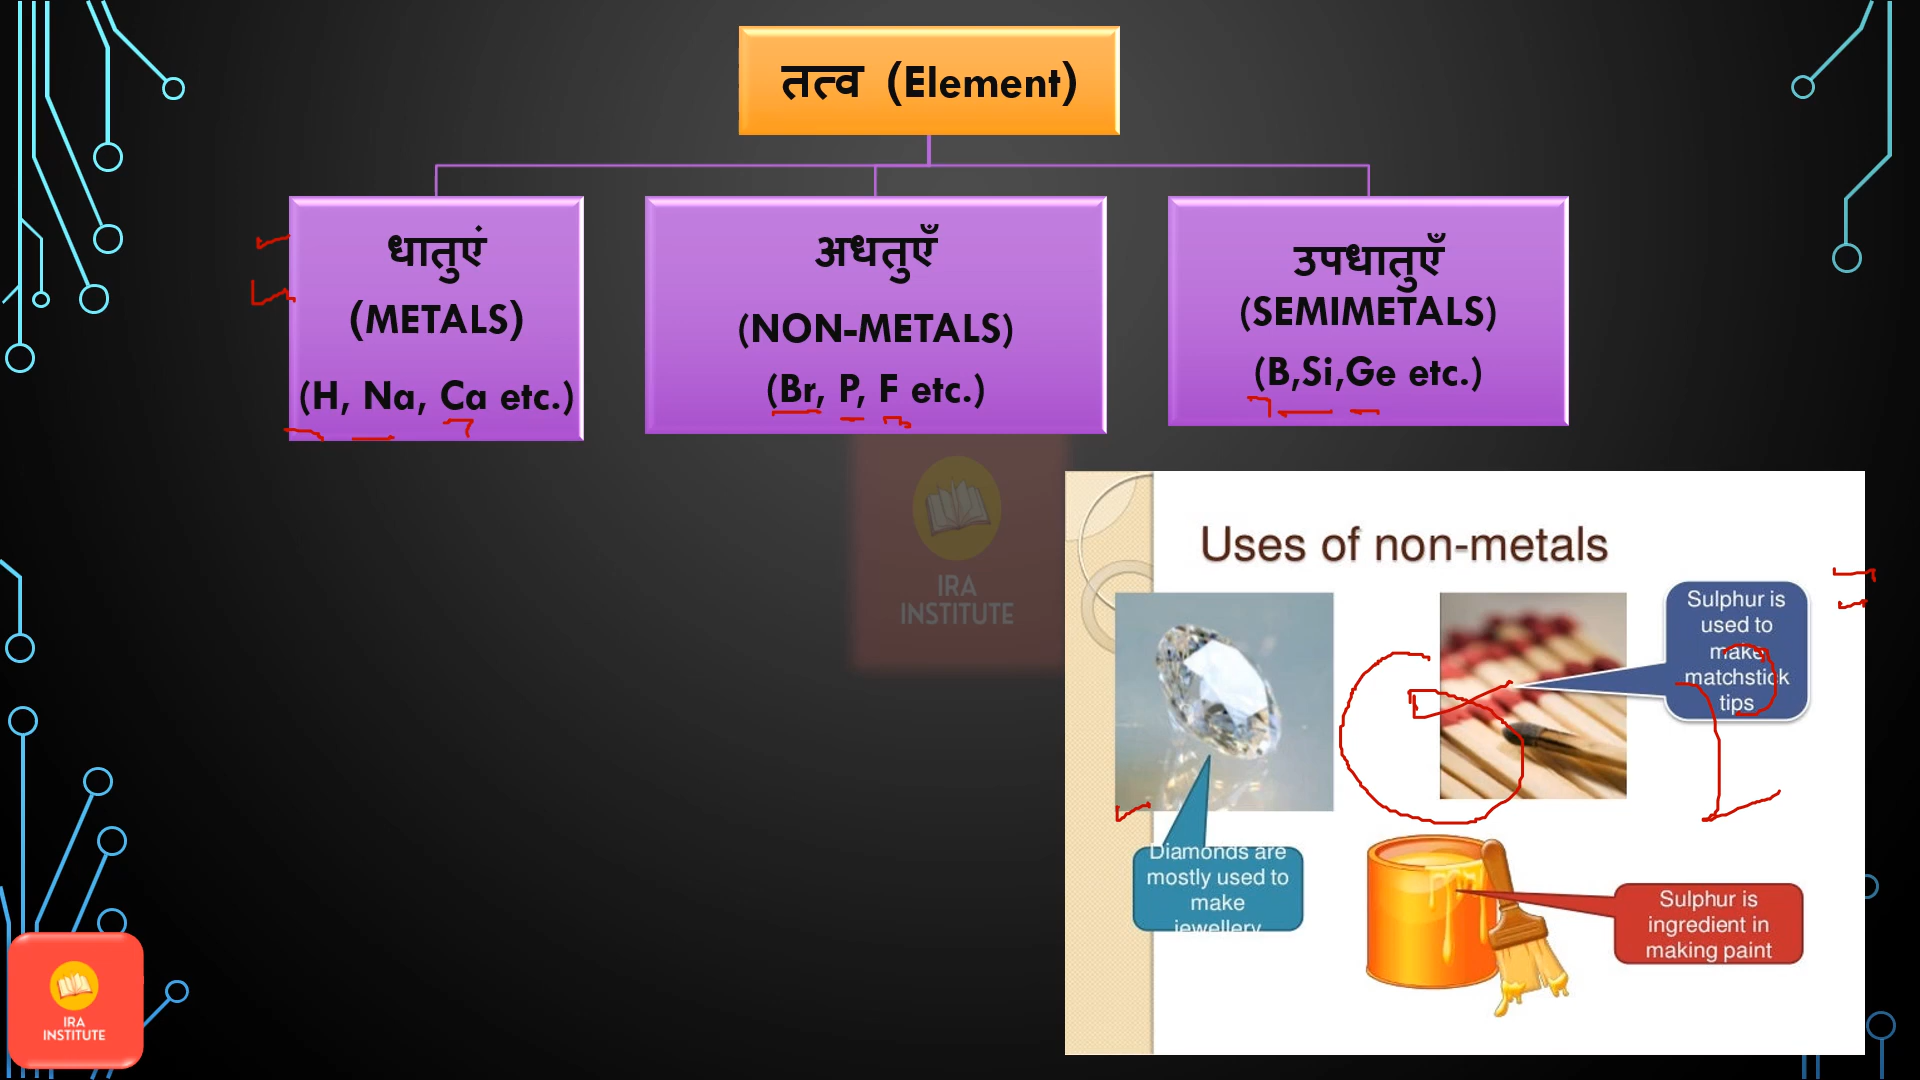 तत्व (Element)
धातुएं
(METALS)
(H, Na, Ca etc.)
अधतुएँ
(NON-METALS)
(Br, P, F etc.)
उपधातुएँ
(SEMIMETALS)
(B,Si,Ge etc.)
IRA
INSTITUTE
Uses of non-metals
Sulphur is
used to
make
matchstick
tips
Diamonds are
mostly used to
make
jewellery
Sulphur is
ingredient in
making paint
IRA
INSTITUTE